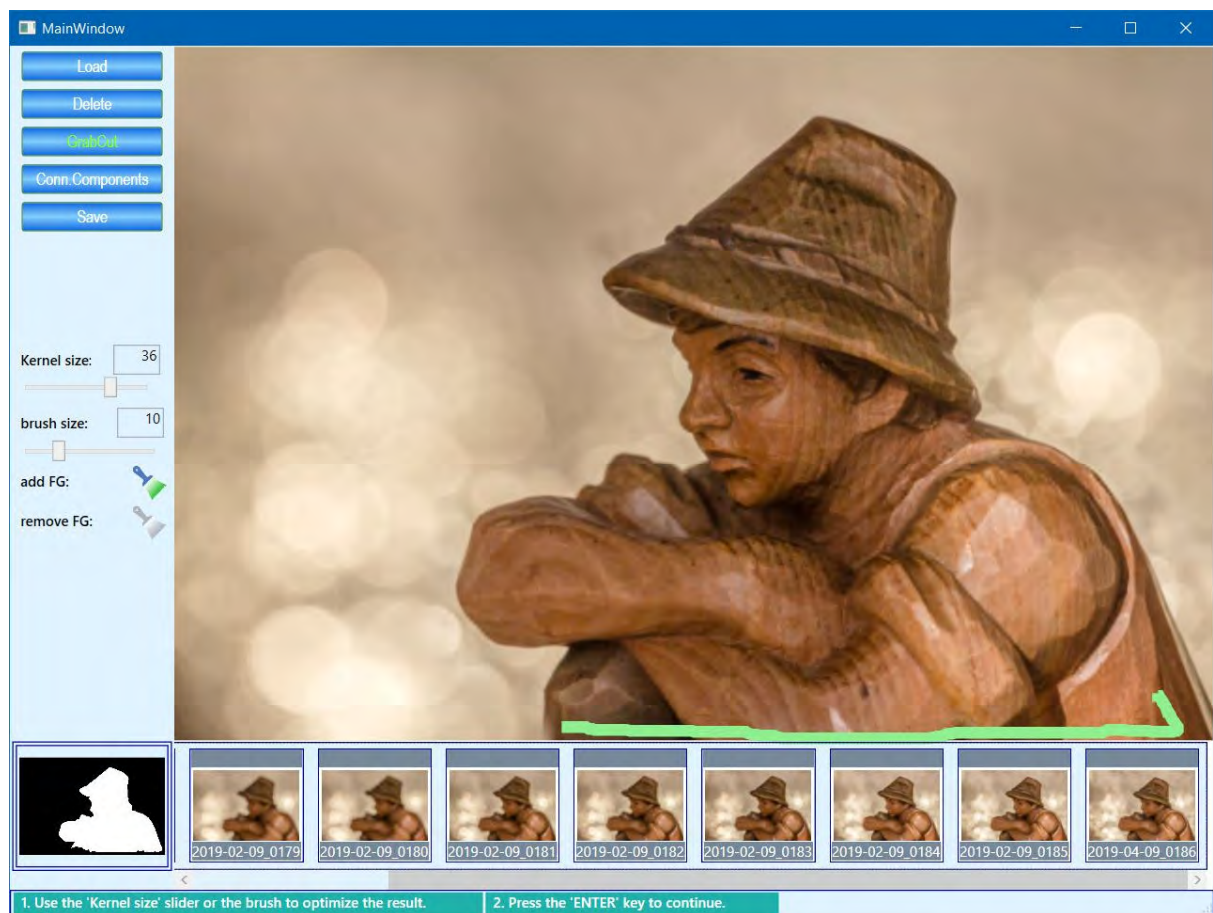 MainWindow
Load
Delete
GrabCut
Conn.Components
Save
Kernel size: 36
brush size: 10
add FG:
remove FG:
2019-02-09_0179 2019-02-09_0180 2019-02-09_0181 2019-02-09_0182 2019-02-09_0183 2019-02-09_0184 2019-02-09_0185 2019-04-09_0186
1. Use the 'Kernel size' slider or the brush to optimize the result. 2. Press the 'ENTER' key to continue.